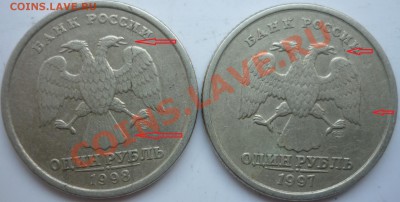 COINS.LAVE.RU
БАНК РОССИИ
ОДИН РУБЛЬ
1998
БАНК РОССИИ
ОДИН РУБЛЬ
1997
COINS.LAVE.RU